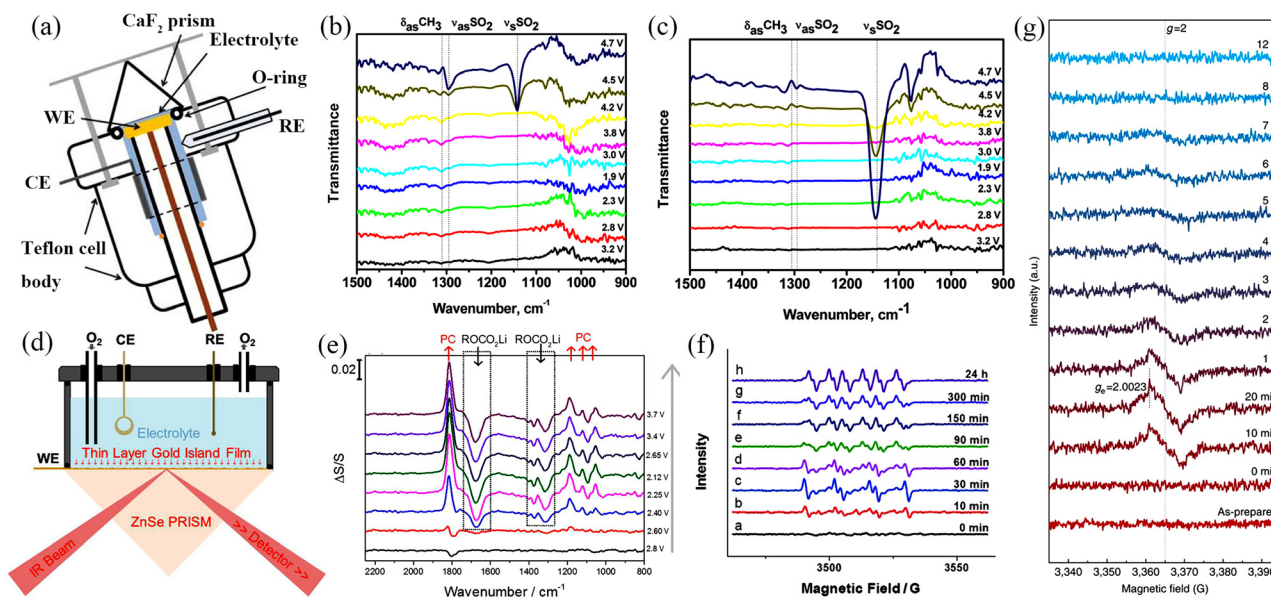 (a)
CaF₂ prism
Electrolyte
O-ring
WE
RE
CE
Teflon cell
body
(b)
δasCH3 νasSO2 νsSO2
4.7 V
4.5 V
4.2 V
3.8 V
3.0 V
1.9 V
2.3 V
2.8 V
3.2 V
Transmittance
1500 1400 1300 1200 1100 1000 900
Wavenumber, cm⁻¹
(c)
δasCH3 νasSO2 νsSO2
4.7 V
4.5 V
4.2 V
3.8 V
3.0 V
1.9 V
2.3 V
2.8 V
3.2 V
Transmittance
1500 1400 1300 1200 1100 1000 900
Wavenumber, cm⁻¹
(g)
g=2
12
8
7
6
5
4
3
2
1
gₑ=2.0023
20 min
10 min
0 min
As-prepare
Intensity (a.u.)
3,340 3,350 3,360 3,370 3,380 3,390
Magnetic field (G)
(d)
O₂ CE RE O₂
Electrolyte
Thin Layer Gold Island Film
WE
ZnSe PRISM
IR Beam
>> Detector >>
(e)
PC ROCO₂Li ROCO₂Li PC
0.02
3.7 V
3.4 V
2.65 V
2.12 V
2.25 V
2.40 V
2.60 V
2.8 V
ΔS/S
2200 2000 1800 1600 1400 1200 1000 800
Wavenumber / cm⁻¹
(f)
h 24 h
g 300 min
f 150 min
e 90 min
d 60 min
c 30 min
b 10 min
a 0 min
Intensity
3500 3550
Magnetic Field / G